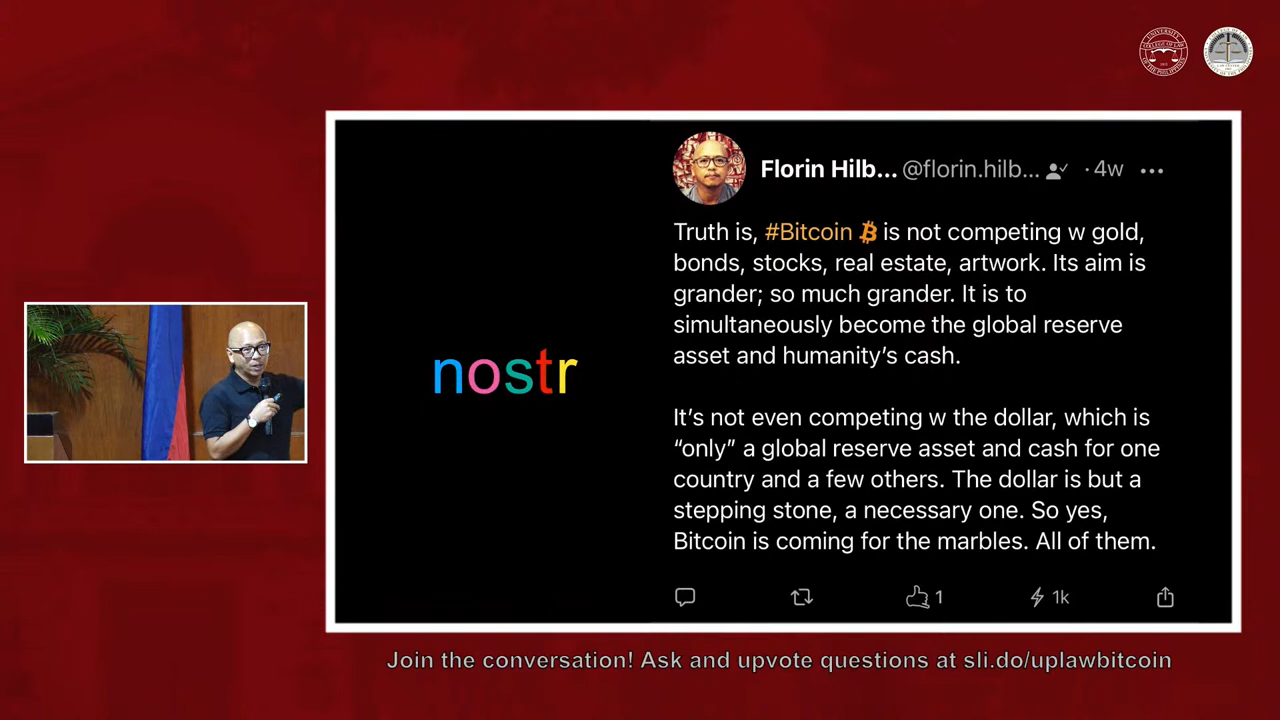 nostr
Florin Hilb... @florin.hilb... · 4w ...
Truth is, #Bitcoin is not competing w gold,
bonds, stocks, real estate, artwork. Its aim is
grander; so much grander. It is to
simultaneously become the global reserve
asset and humanity’s cash.
It’s not even competing w the dollar, which is
“only” a global reserve asset and cash for one
country and a few others. The dollar is but a
stepping stone, a necessary one. So yes,
Bitcoin is coming for the marbles. All of them.
1
1k
Join the conversation! Ask and upvote questions at sli.do/uplawbitcoin